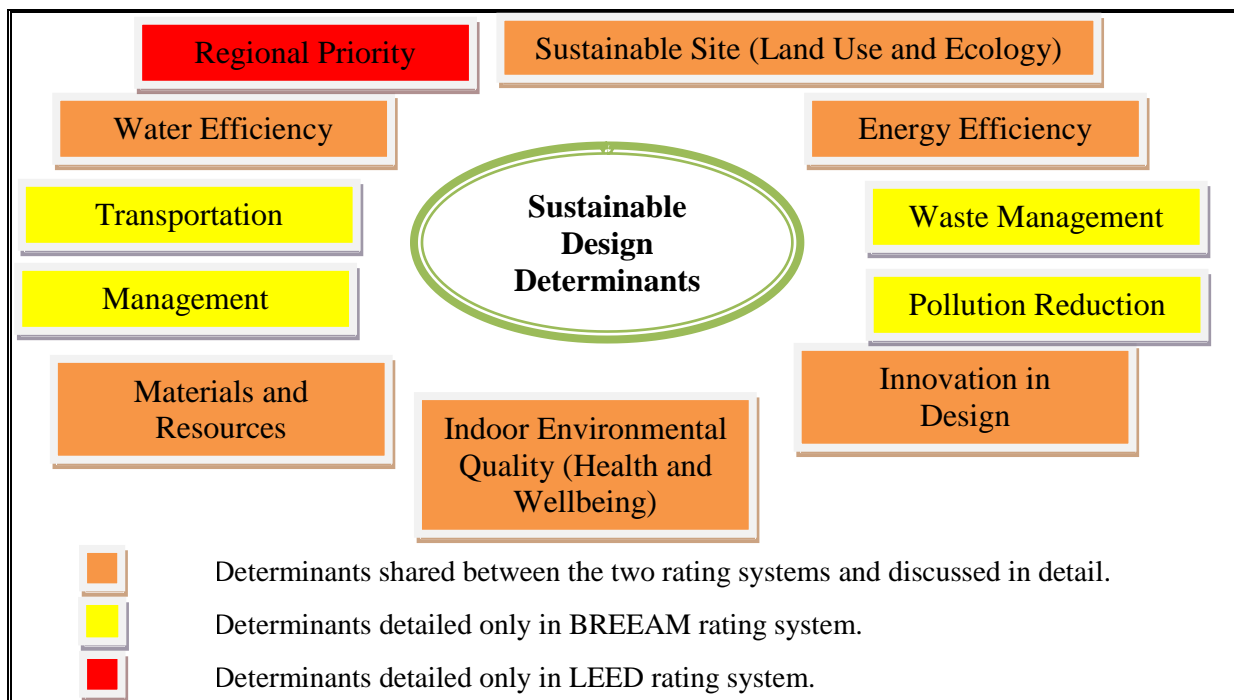 Regional Priority
Sustainable Site (Land Use and Ecology)
Water Efficiency
Energy Efficiency
Transportation
Sustainable
Design
Determinants
Waste Management
Management
Pollution Reduction
Materials and
Resources
Indoor Environmental
Quality (Health and
Wellbeing)
Innovation in
Design
Determinants shared between the two rating systems and discussed in detail.
Determinants detailed only in BREEAM rating system.
Determinants detailed only in LEED rating system.